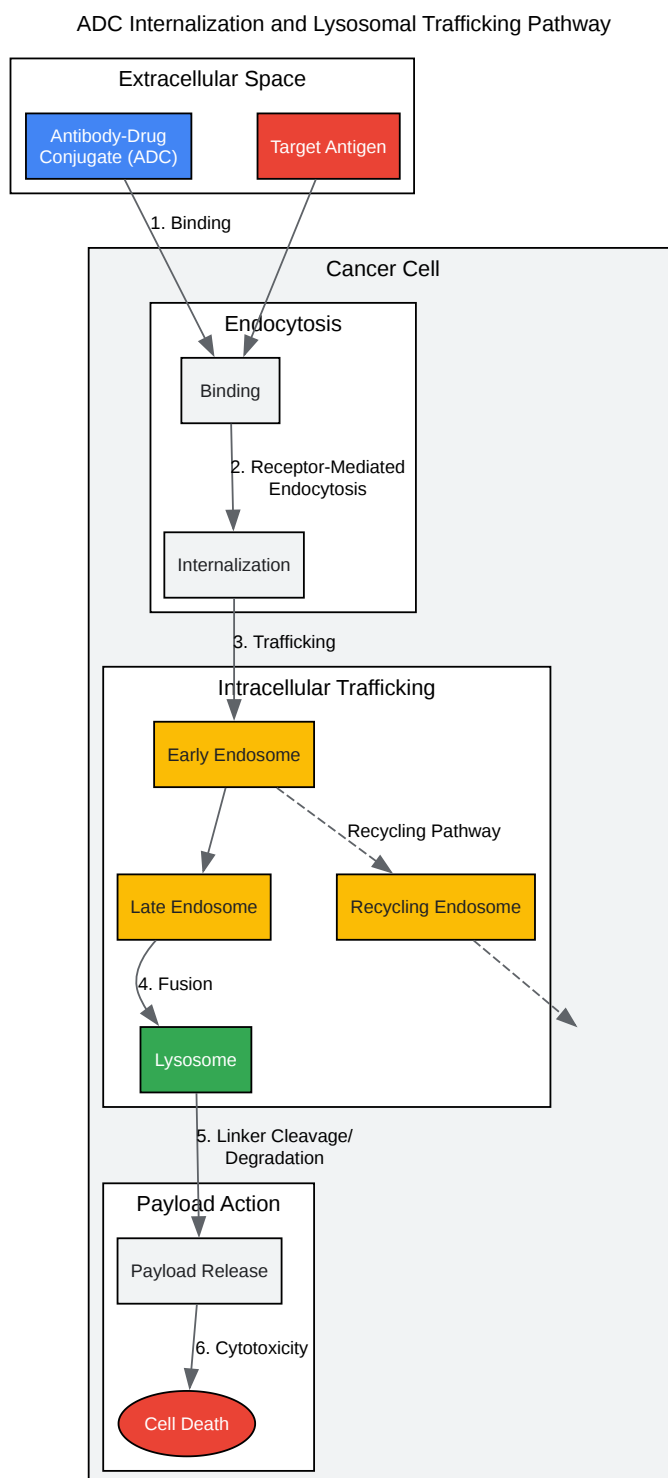 ADC Internalization and Lysosomal Trafficking Pathway
Extracellular Space
Antibody-Drug
Conjugate (ADC)
Target Antigen
1. Binding
Cancer Cell
Endocytosis
Binding
2. Receptor-Mediated
Endocytosis
Internalization
3. Trafficking
Intracellular Trafficking
Early Endosome
Recycling Pathway
Late Endosome
Recycling Endosome
4. Fusion
Lysosome
5. Linker Cleavage/
Degradation
Payload Action
Payload Release
6. Cytotoxicity
Cell Death